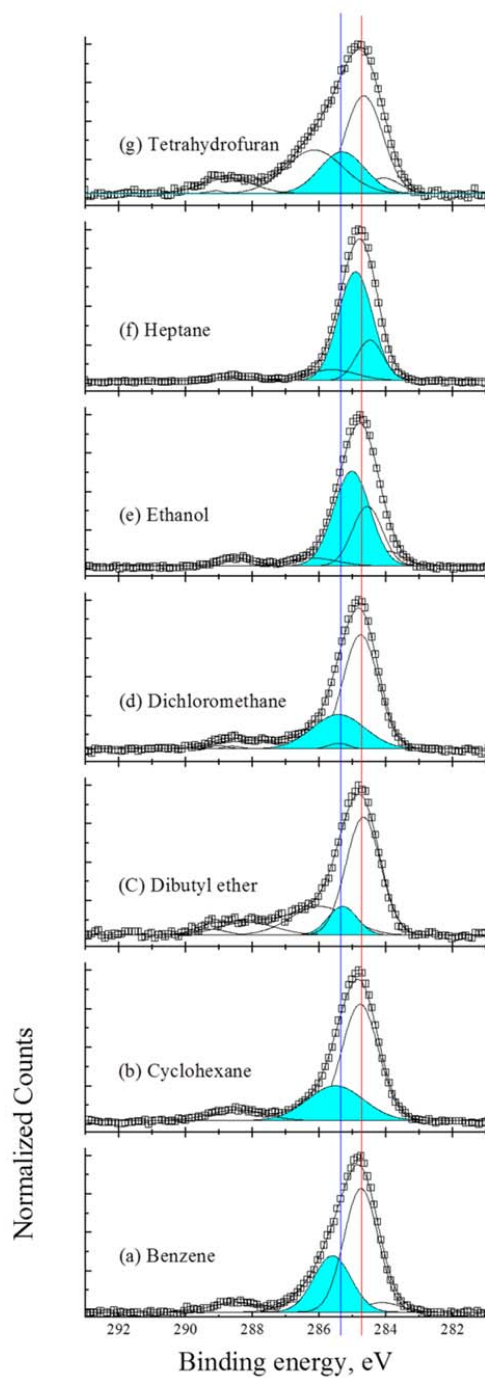 (g) Tetrahydrofuran
(f) Heptane
(e) Ethanol
(d) Dichloromethane
(C) Dibutyl ether
(b) Cyclohexane
(a) Benzene
Normalized Counts
292 290 288 286 284 282
Binding energy, eV